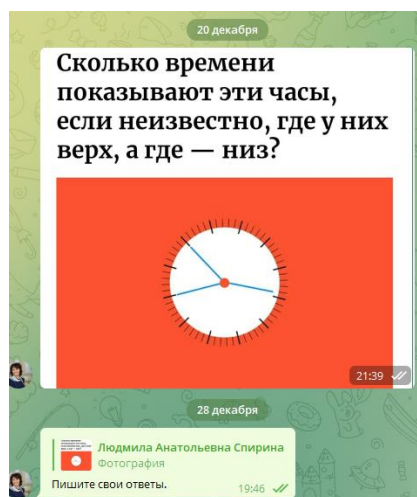 20 декабря
Сколько времени
показывают эти часы,
если неизвестно, где у них
верх, а где — низ?
21:39
28 декабря
Людмила Анатольевна Спирина
Фотография
Пишите свои ответы.
19:46